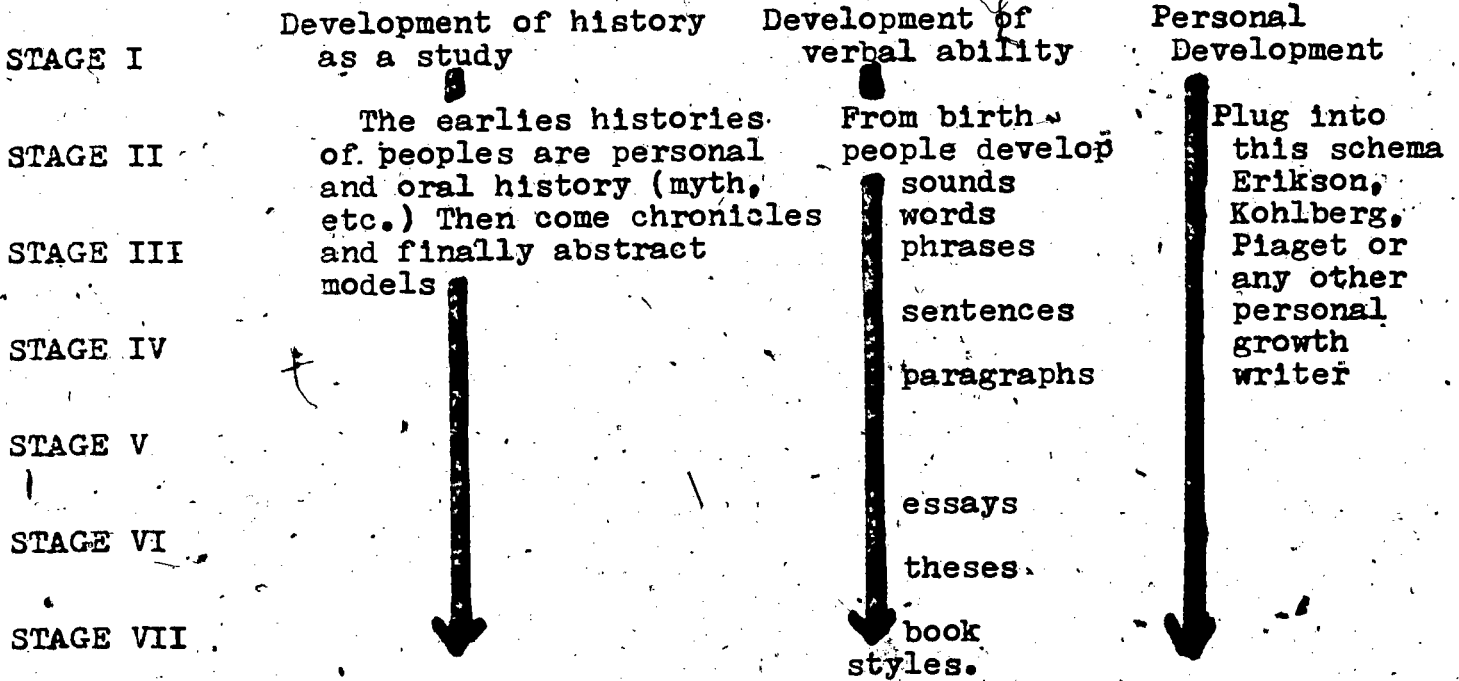 Development of history
as a study
Development of
verbal ability
Personal
Development
STAGE I
STAGE II
STAGE III
STAGE IV
STAGE V
STAGE VI
STAGE VII
The earlies histories
of peoples are personal
and oral history (myth,
etc.) Then come chronicles
and finally abstract
models
From birth
people develop
sounds
words
phrases
sentences
paragraphs
essays
theses
book
styles.
Plug into
this schema
Erikson,
Kohlberg,
Piaget or
any other
personal
growth
writer